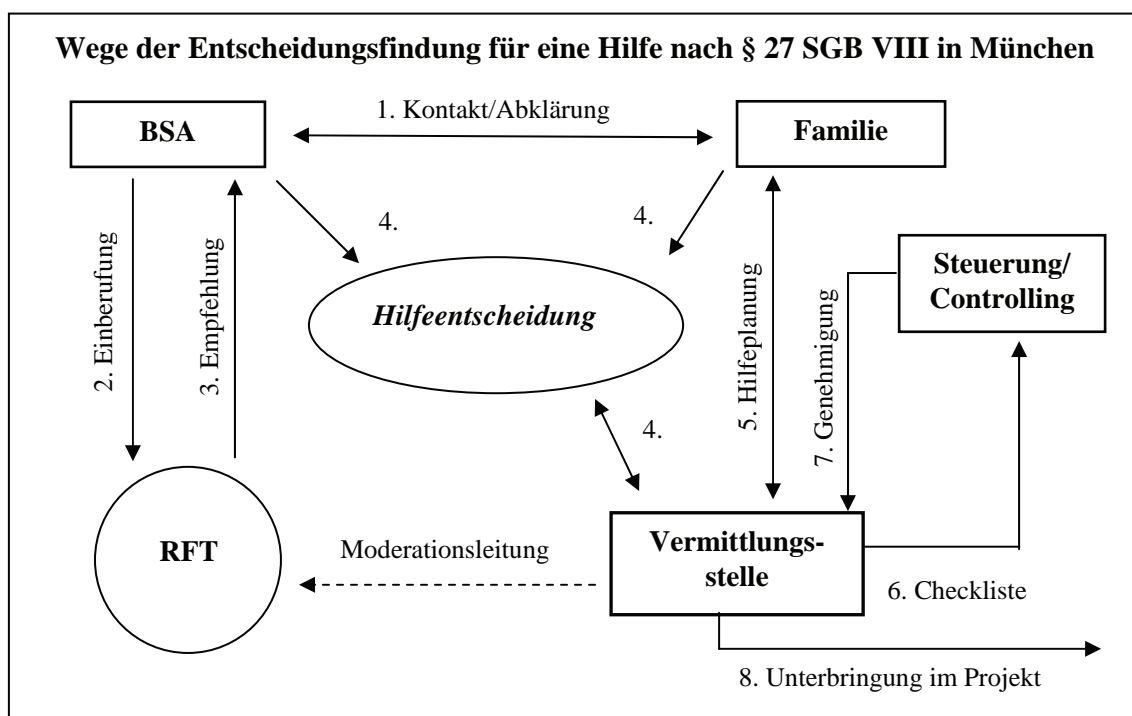 Wege der Entscheidungsfindung für eine Hilfe nach § 27 SGB VIII in München
1. Kontakt/Abklärung
BSA
Familie
4.
4.
2. Einberufung
3. Empfehlung
Hilfeentscheidung
5. Hilfeplanung
7. Genehmigung
Steuerung/
Controlling
4.
RFT
Moderationsleitung
Vermittlungs-
stelle
6. Checkliste
8. Unterbringung im Projekt